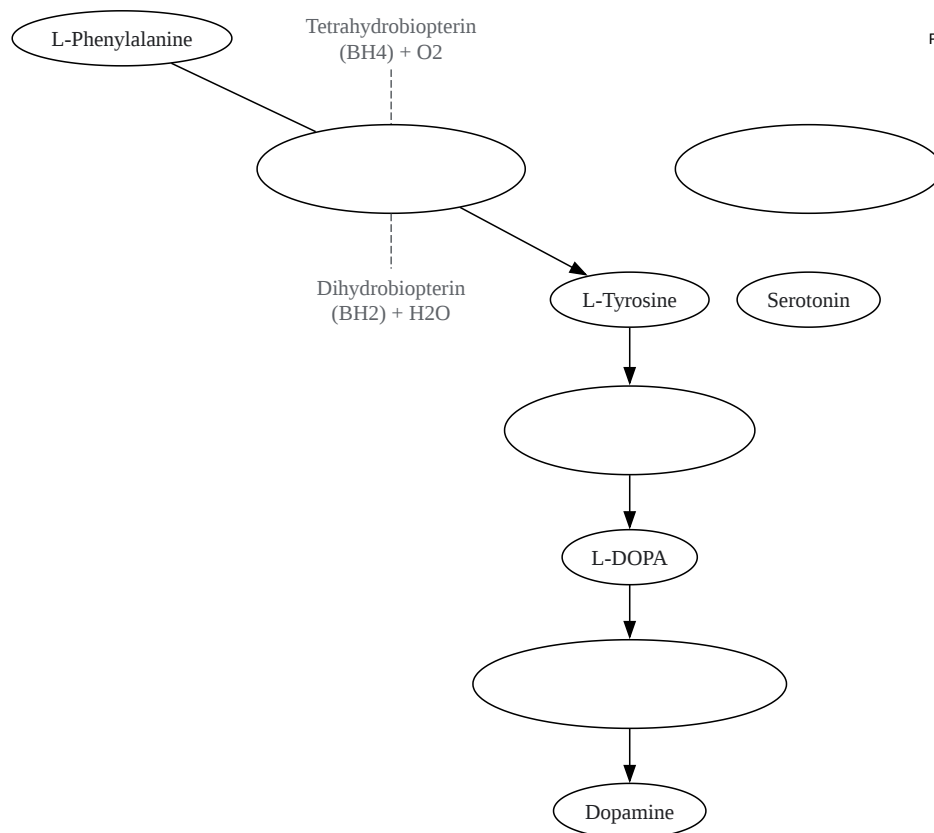 L-Phenylalanine
Tetrahydrobiopterin
(BH4) + O2
Dihydrobiopterin
(BH2) + H2O
L-Tyrosine
Serotonin
L-DOPA
Dopamine